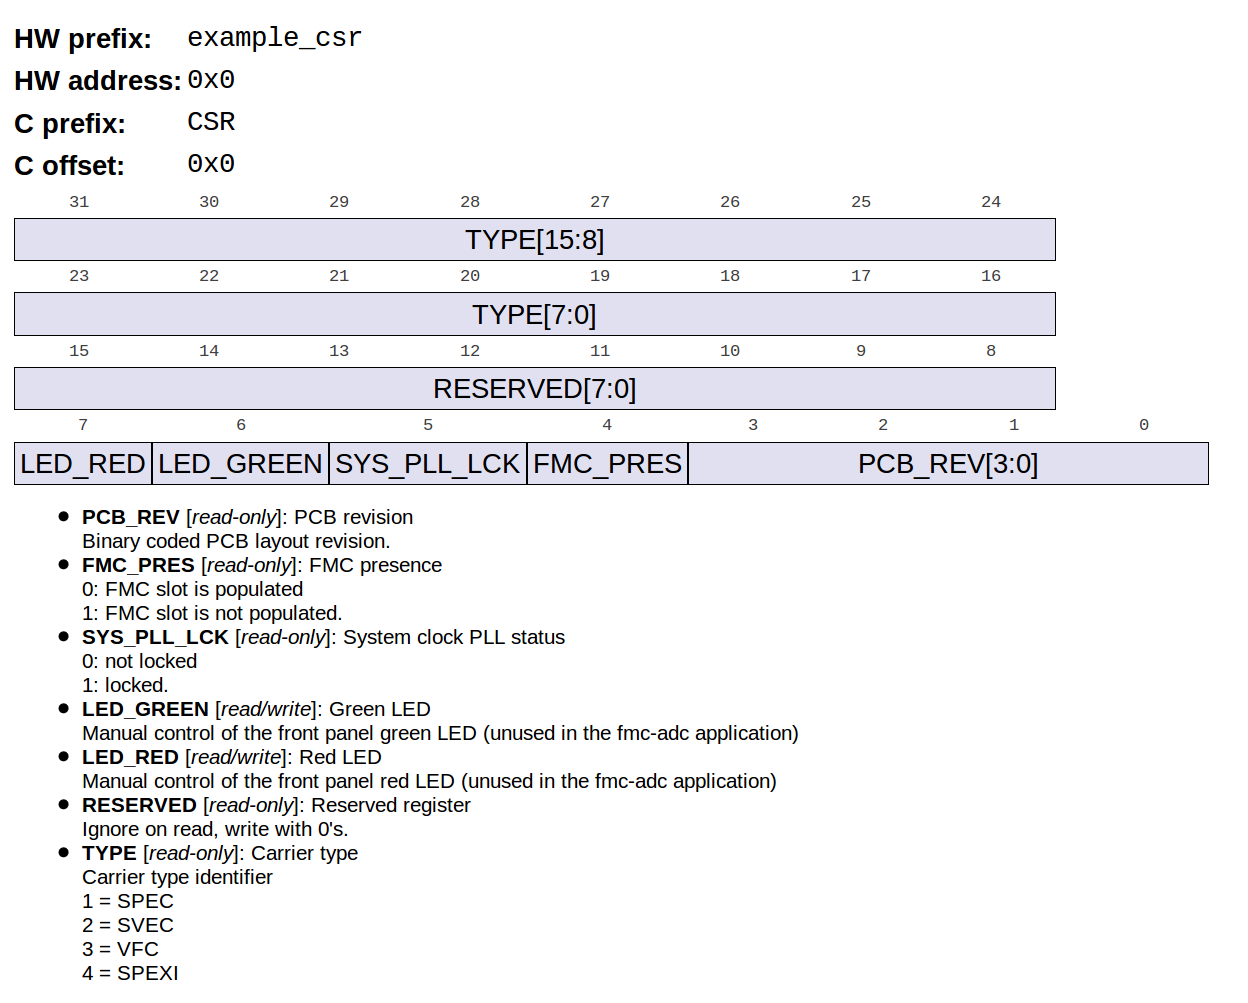 HW prefix: example_csr
HW address: 0x0
C prefix: CSR
C offset: 0x0
31 30 29 28 27 26 25 24
TYPE[15:8]
23 22 21 20 19 18 17 16
TYPE[7:0]
15 14 13 12 11 10 9 8
RESERVED[7:0]
7 6 5 4 3 2 1 0
LED_RED LED_GREEN SYS_PLL_LCK FMC_PRES PCB_REV[3:0]
• PCB_REV [read-only]: PCB revision
Binary coded PCB layout revision.
• FMC_PRES [read-only]: FMC presence
0: FMC slot is populated
1: FMC slot is not populated.
• SYS_PLL_LCK [read-only]: System clock PLL status
0: not locked
1: locked.
• LED_GREEN [read/write]: Green LED
Manual control of the front panel green LED (unused in the fmc-adc application)
• LED_RED [read/write]: Red LED
Manual control of the front panel red LED (unused in the fmc-adc application)
• RESERVED [read-only]: Reserved register
Ignore on read, write with 0's.
• TYPE [read-only]: Carrier type
Carrier type identifier
1 = SPEC
2 = SVEC
3 = VFC
4 = SPEXI